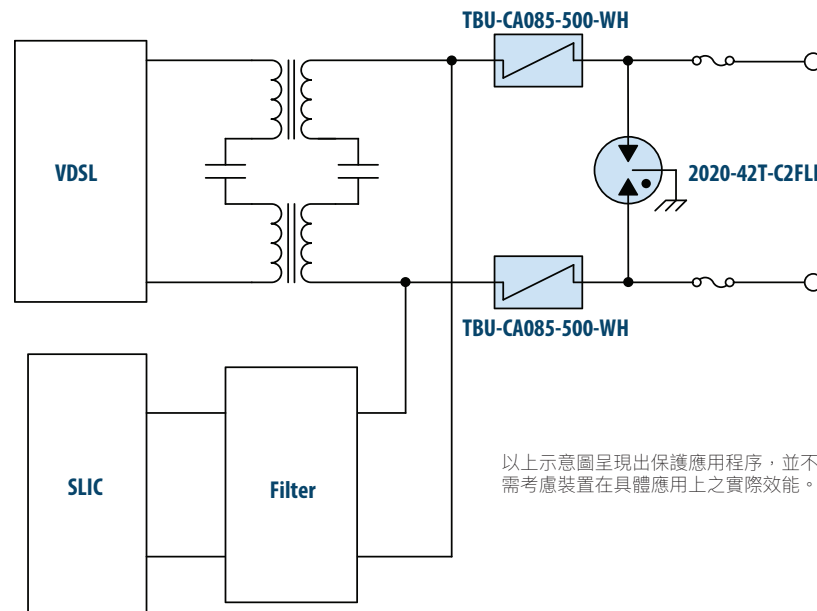 TBU-CA085-500-WH
VDSL
2020-42T-C2FL
TBU-CA085-500-WH
SLIC
Filter
以上示意圖呈現出保護應用程序，並不
需考慮裝置在具體應用上之實際效能。